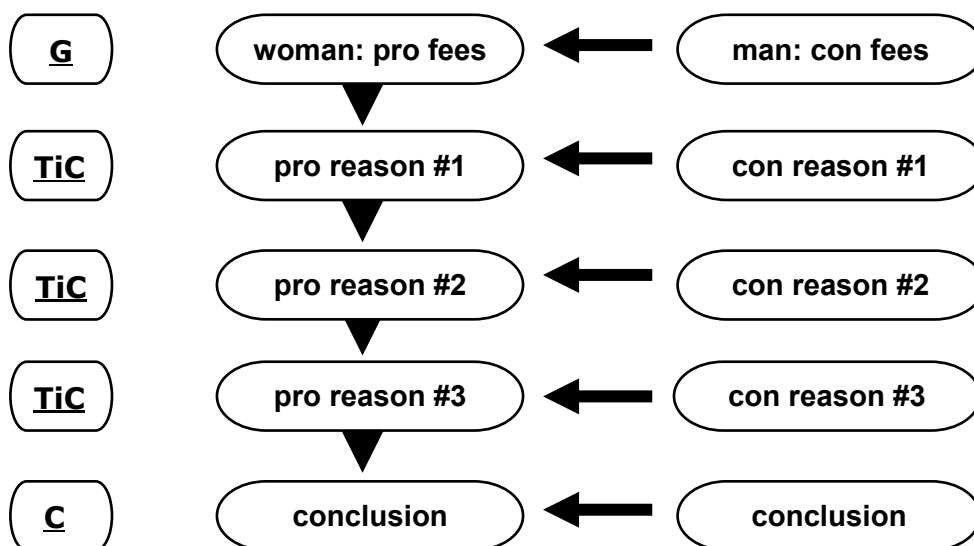 G
woman: pro fees
man: con fees
TiC
pro reason #1
con reason #1
TiC
pro reason #2
con reason #2
TiC
pro reason #3
con reason #3
C
conclusion
conclusion